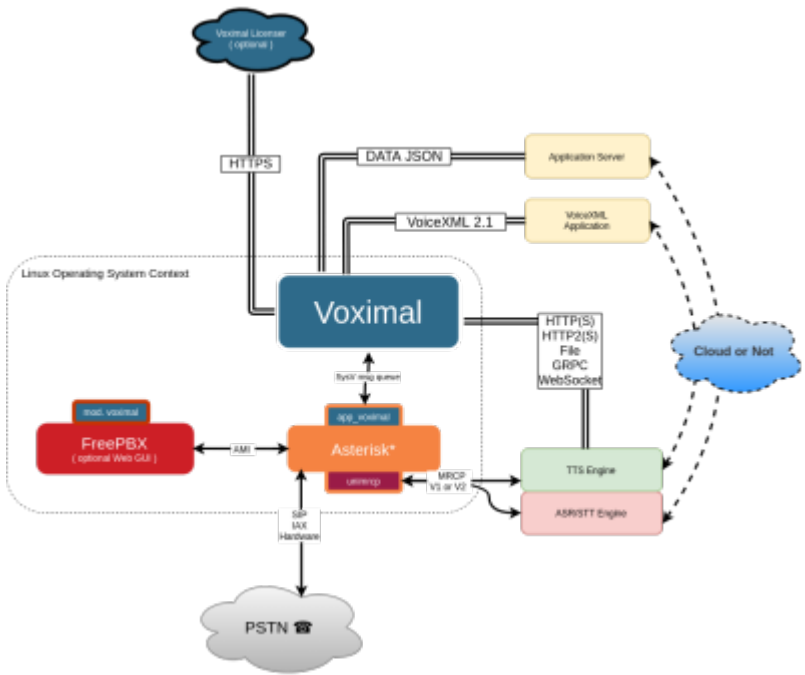 Voximal Licenser
( optional )
HTTPS
DATA JSON
Application Server
VoiceXML 2.1
VoiceXML
Application
Linux Operating System Context
Voximal
HTTP(S)
HTTP2(S)
File
GRPC
WebSocket
Cloud or Not
SysV msg queue
mod. voximal
app_voximal
FreePBX
( optional Web GUI )
AMI
Asterisk*
unimrcp
MRCP
V1 or V2
TTS Engine
ASR/STT Engine
SIP
IAX
Hardware
PSTN ☎